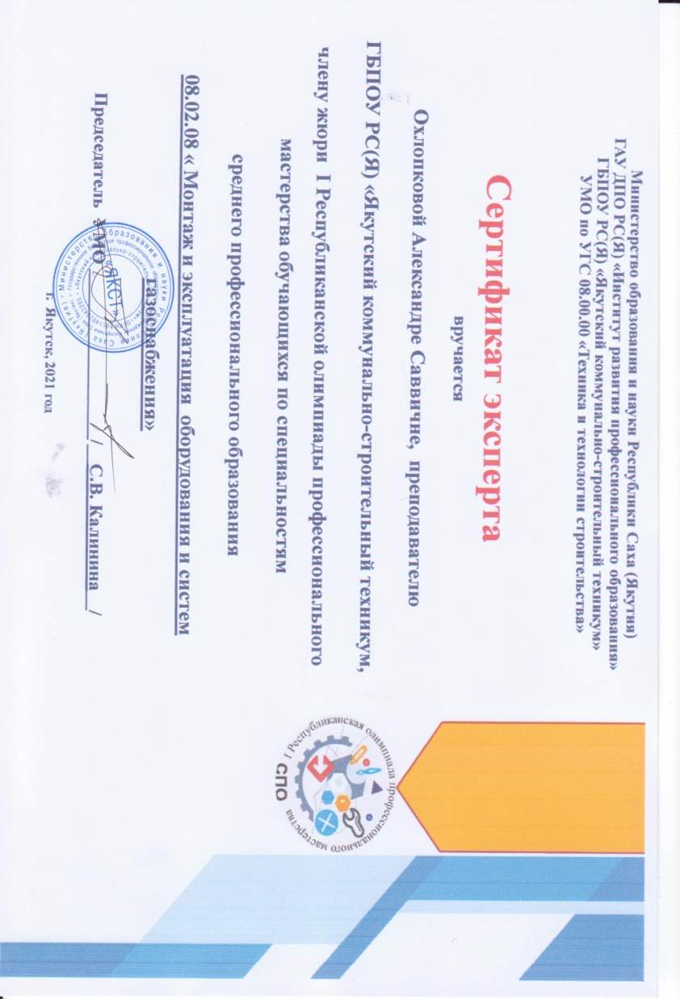 Министерство образования и науки Республики Саха (Якутия)
ГАУ ДПО РС(Я) «Институт развития профессионального образования»
ГБПОУ РС(Я) «Якутский коммунально-строительный техникум»
УМО по УГС 08.00.00 «Техника и технологии строительства»
Сертификат эксперта
вручается
Охлопковой Александре Саввичне, преподавателю
ГБПОУ РС(Я) «Якутский коммунально-строительный техникум,
члену жюри I Республиканской олимпиады профессионального
мастерства обучающихся по специальностям
среднего профессионального образования
08.02.08 « Монтаж и эксплуатация оборудования и систем
газоснабжения»
Председатель УМО / С.В. Калинина /
г. Якутск, 2021 год
I Республиканская олимпиада профессионального мастерства
СПО
«ЯКСТ»